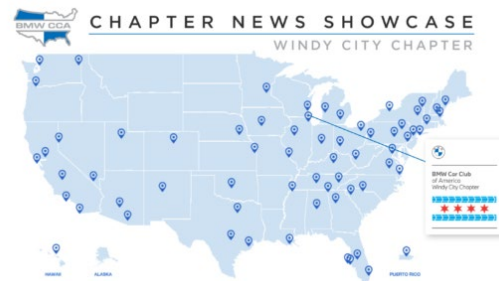 BMW CCA
CHAPTER NEWS SHOWCASE
WINDY CITY CHAPTER
BMW Car Club
of America
Windy City Chapter
HAWAII
ALASKA
PUERTO RICO